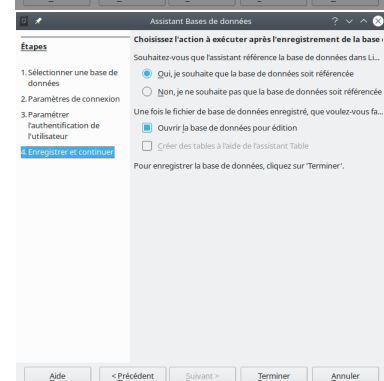 Assistant Bases de données
Étapes
1. Sélectionner une base de
données
2. Paramètres de connexion
3. Paramétrer
l'authentification de
l'utilisateur
4. Enregistrer et continuer
Choisissez l'action à exécuter après l'enregistrement de la base
Souhaitez-vous que l'assistant référence la base de données dans Li...
Oui, je souhaite que la base de données soit référencée
Non, je ne souhaite pas que la base de données soit référencée
Une fois le fichier de base de données enregistré, que voulez-vous fa...
Ouvrir la base de données pour édition
Créer des tables à l'aide de l'assistant Table
Pour enregistrer la base de données, cliquez sur 'Terminer'.
Aide
< Précédent
Suivant >
Terminer
Annuler